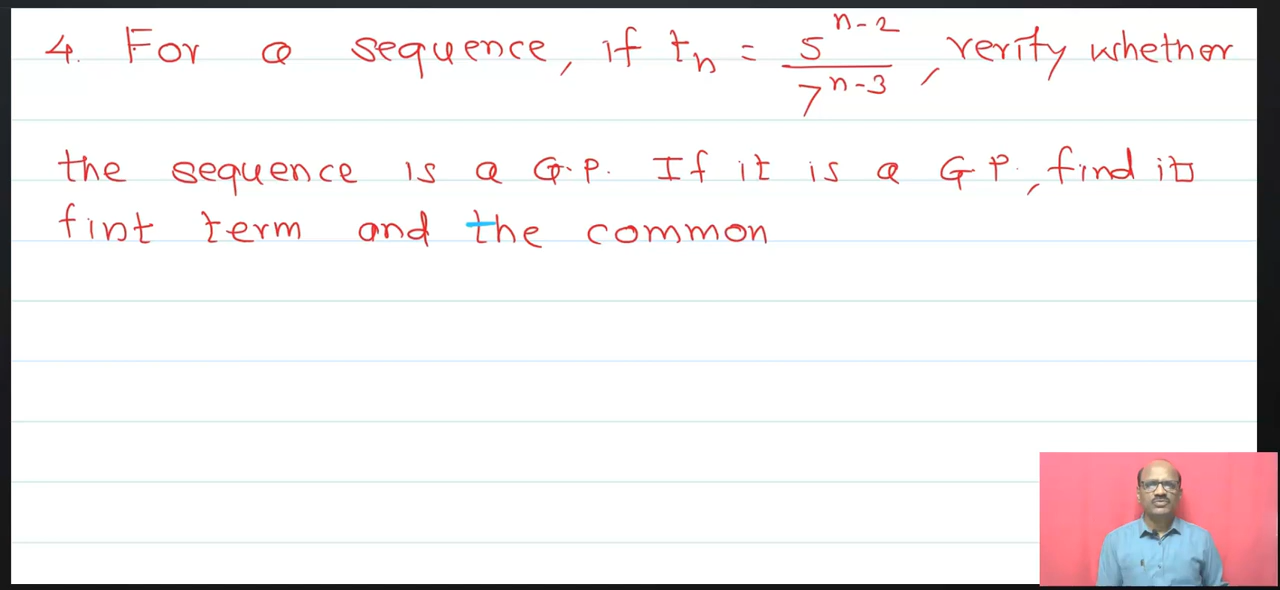 4. For a sequence, if tn = 5^(n-2) / 7^(n-3), verify whether
the sequence is a G.P. If it is a G.P., find its
first term and the common